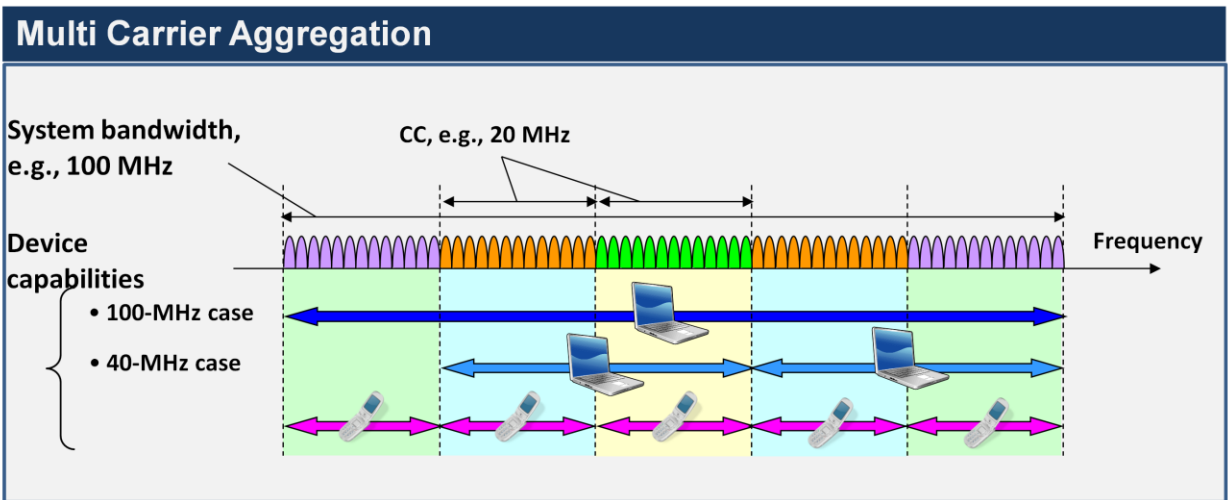 Multi Carrier Aggregation
System bandwidth,
e.g., 100 MHz
CC, e.g., 20 MHz
Device
capabilities
Frequency
• 100-MHz case
• 40-MHz case